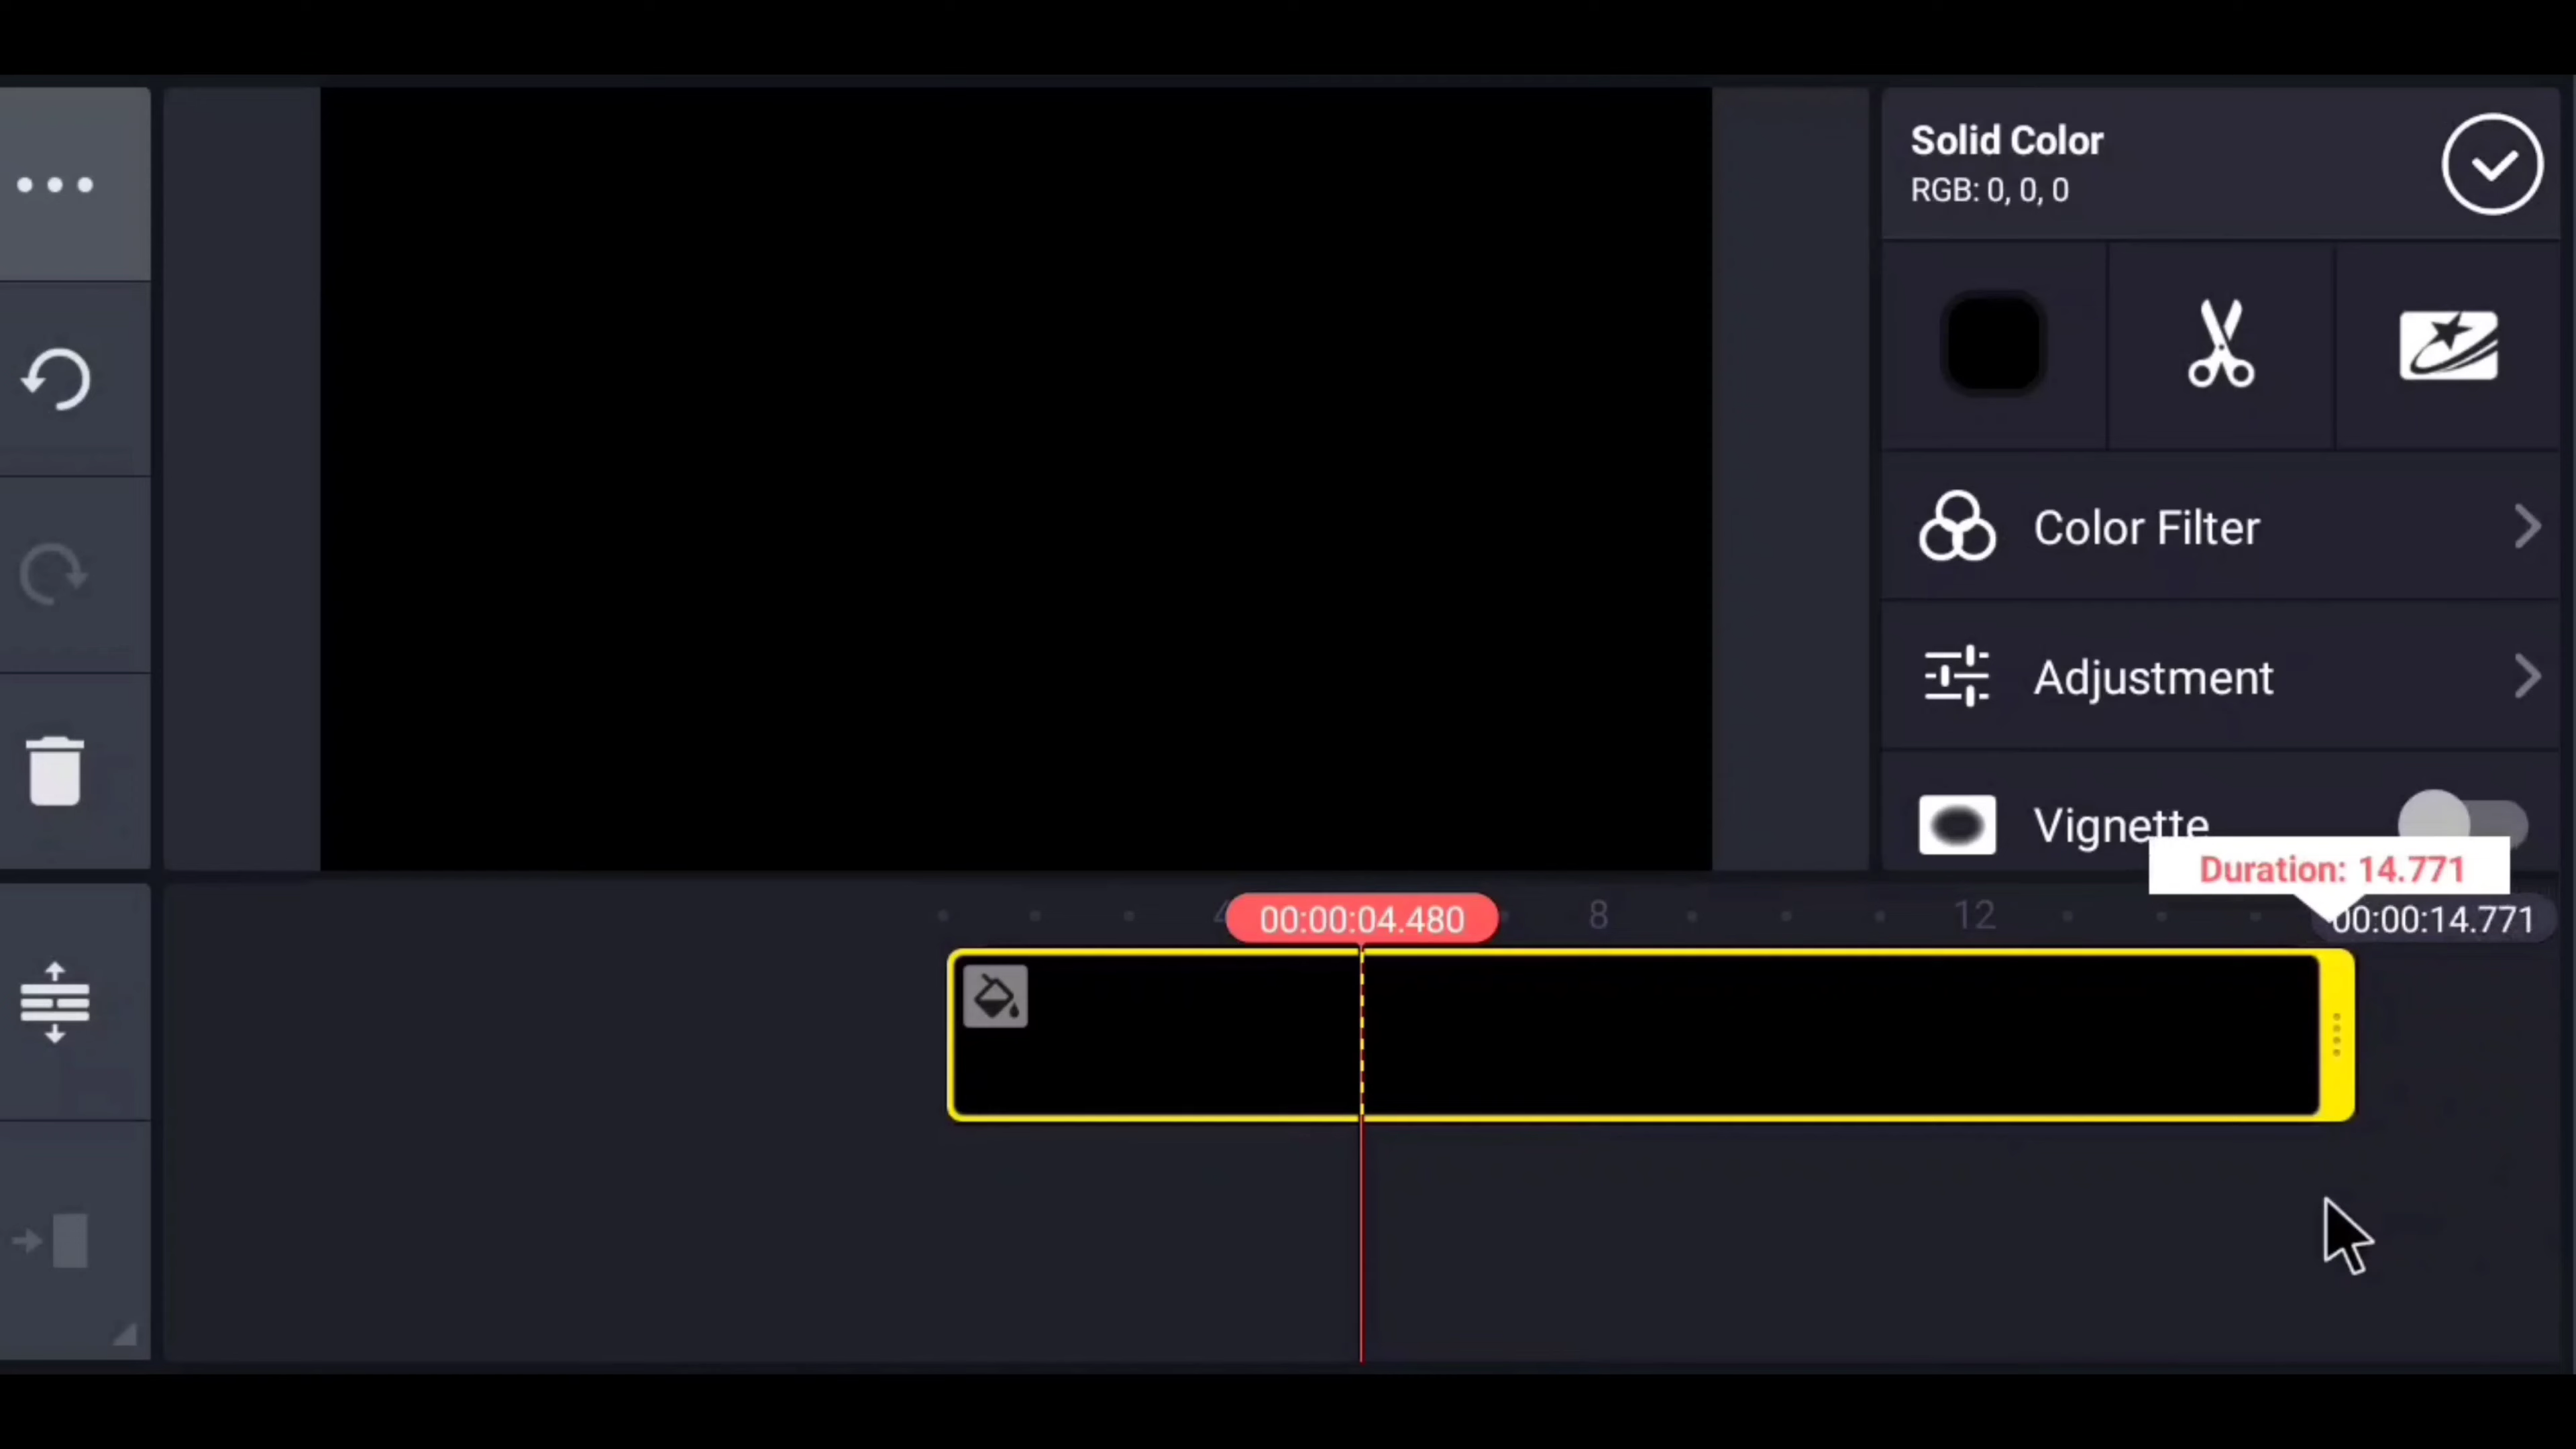 Solid Color
RGB: 0, 0, 0
Color Filter
Adjustment
Vignette
Duration: 14.771
4 00:00:04.480 8 12 00:00:14.771